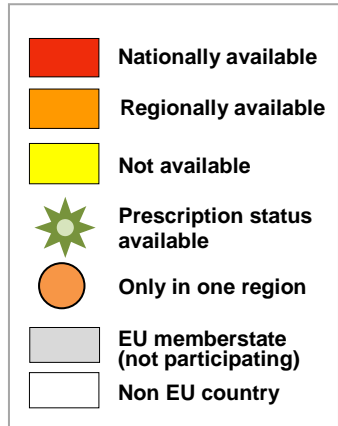 Nationally available
Regionally available
Not available
Prescription status
available
Only in one region
EU memberstate
(not participating)
Non EU country